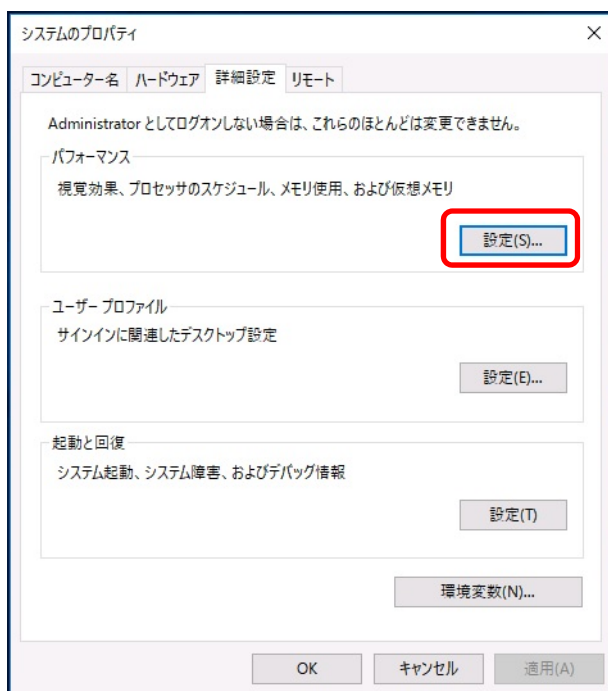 システムのプロパティ
コンピューター名 ハードウェア 詳細設定 リモート
Administrator としてログオンしない場合は、これらのほとんどは変更できません。
パフォーマンス
視覚効果、プロセッサのスケジュール、メモリ使用、および仮想メモリ
設定(S)...
ユーザー プロファイル
サインインに関連したデスクトップ設定
設定(E)...
起動と回復
システム起動、システム障害、およびデバッグ情報
設定(T)
環境変数(N)...
OK キャンセル 適用(A)